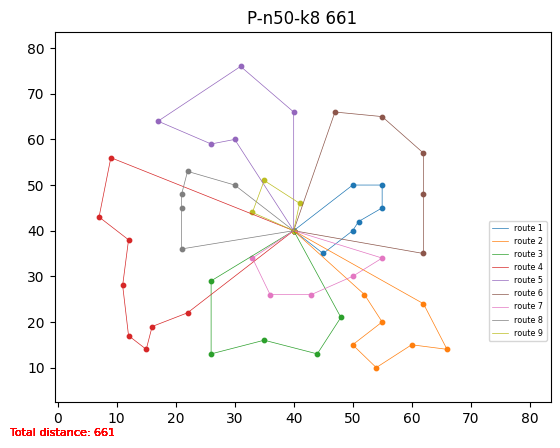 P-n50-k8 661
80
70
60
50
40
30
20
10
0 10 20 30 40 50 60 70 80
route 1
route 2
route 3
route 4
route 5
route 6
route 7
route 8
route 9
Total distance: 661